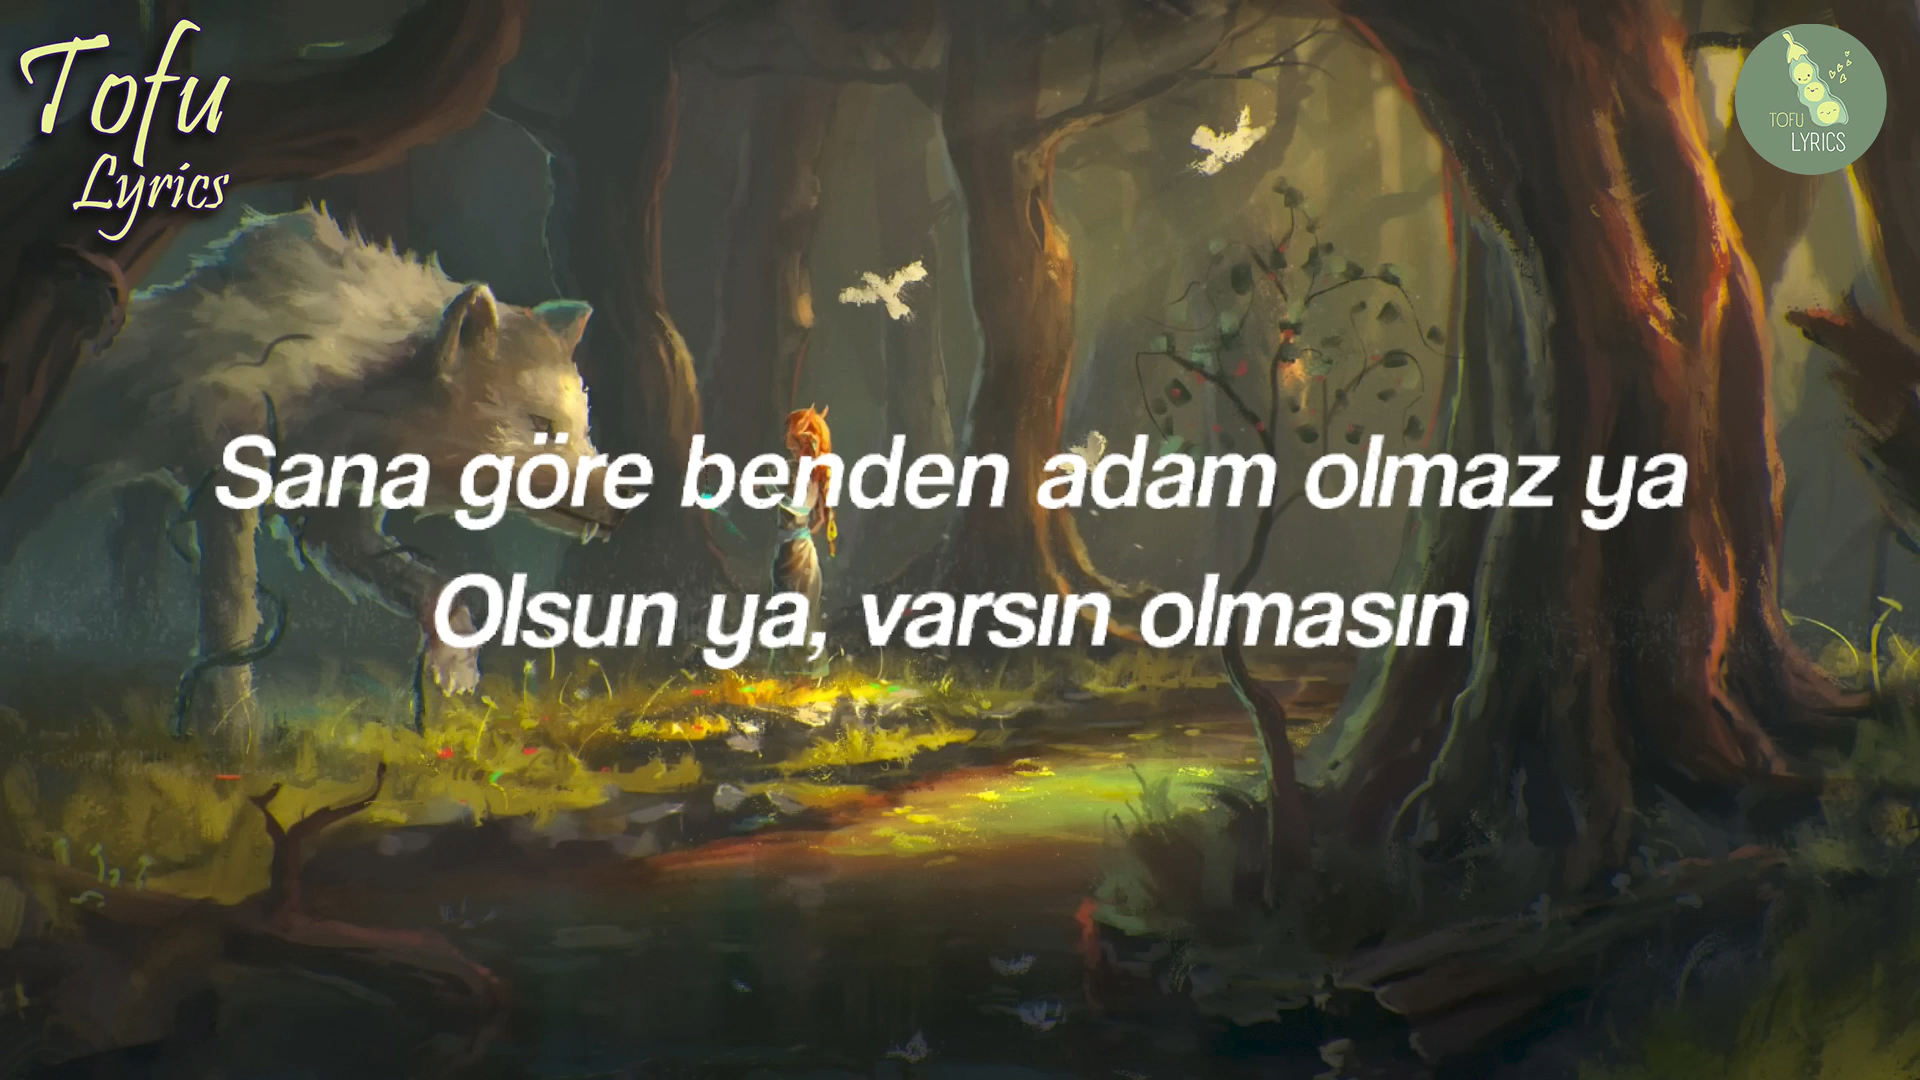 Tofu
Lyrics
TOFU
LYRICS
Sana göre benden adam olmaz ya
Olsun ya, varsın olmasın